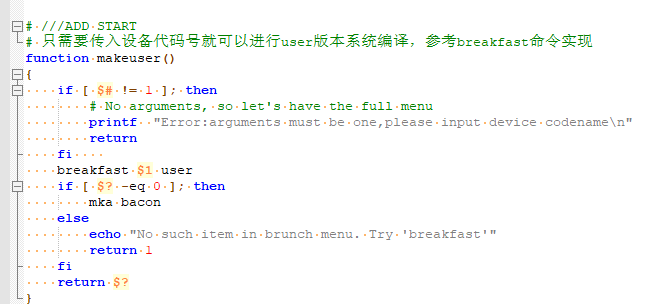 # ///ADD START
# 只需要传入设备代码号就可以进行user版本系统编译，参考breakfast命令实现
function makeuser()
{
    if [ $# != 1 ]; then
        # No arguments, so let's have the full menu
        printf  "Error:arguments must be one,please input device codename\n"
        return
    fi
    breakfast $1 user
    if [ $? -eq 0 ]; then
        mka bacon
    else
        echo "No such item in brunch menu. Try 'breakfast'"
        return 1
    fi
    return $?
}